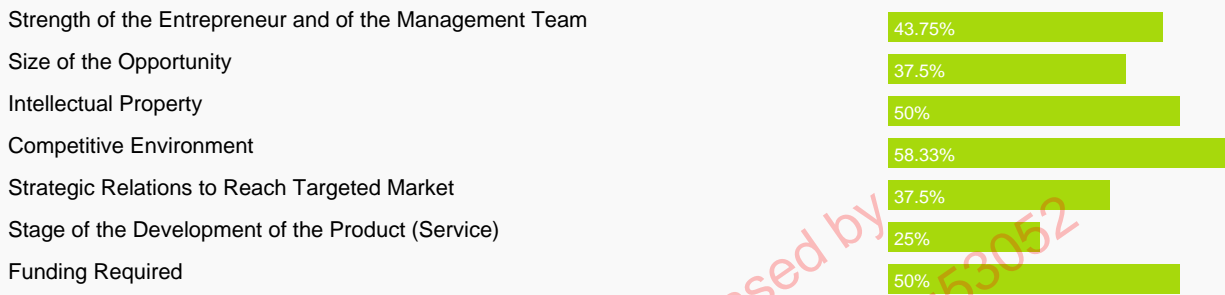 Strength of the Entrepreneur and of the Management Team 43.75%
Size of the Opportunity 37.5%
Intellectual Property 50%
Competitive Environment 58.33%
Strategic Relations to Reach Targeted Market 37.5%
Stage of the Development of the Product (Service) 25%
Funding Required 50%